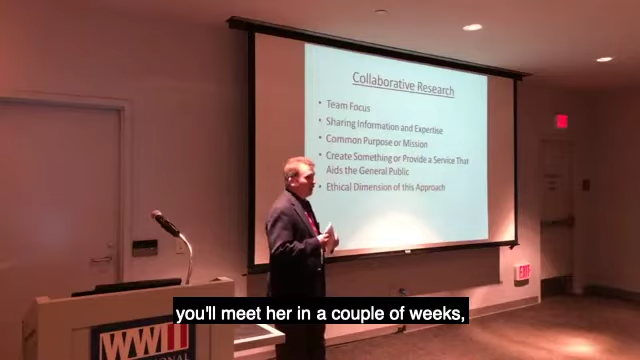 Collaborative Research
• Team Focus
• Sharing Information and Expertise
• Common Purpose or Mission
• Create Something or Provide a Service That
Aids the General Public
• Ethical Dimension of this Approach
EXIT
EXIT
you'll meet her in a couple of weeks,
WWII